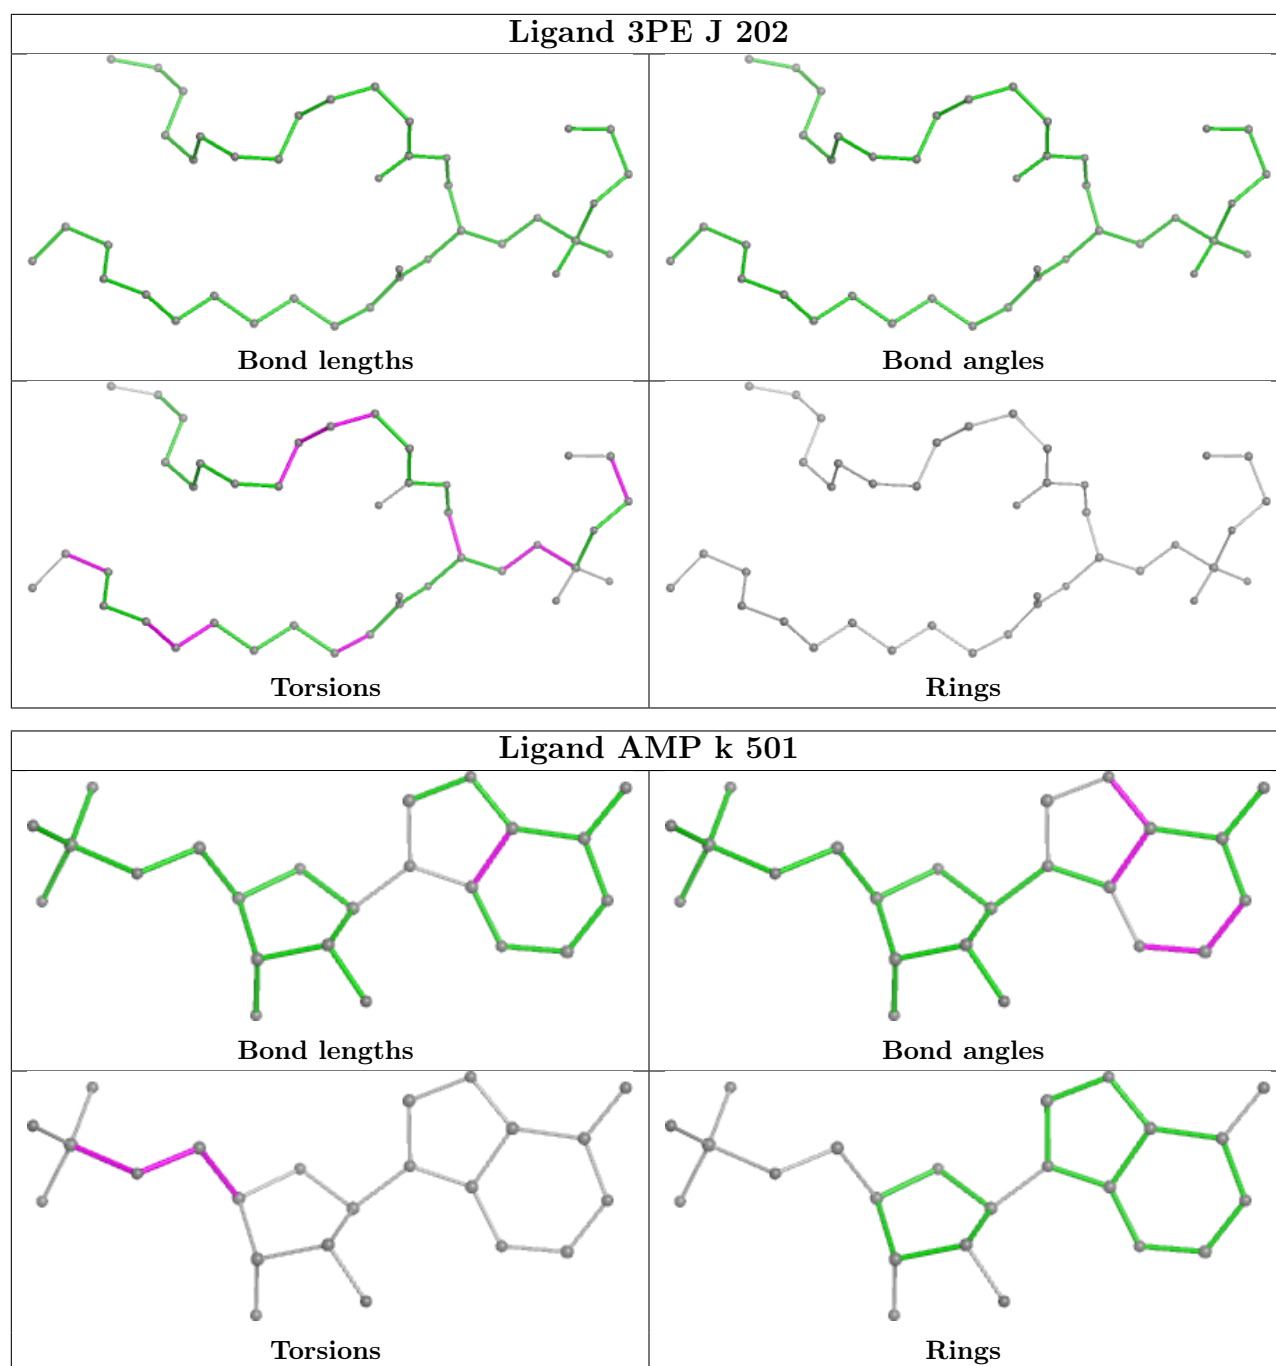 Ligand 3PE J 202
Bond lengths
Bond angles
Torsions
Rings
Ligand AMP k 501
Bond lengths
Bond angles
Torsions
Rings